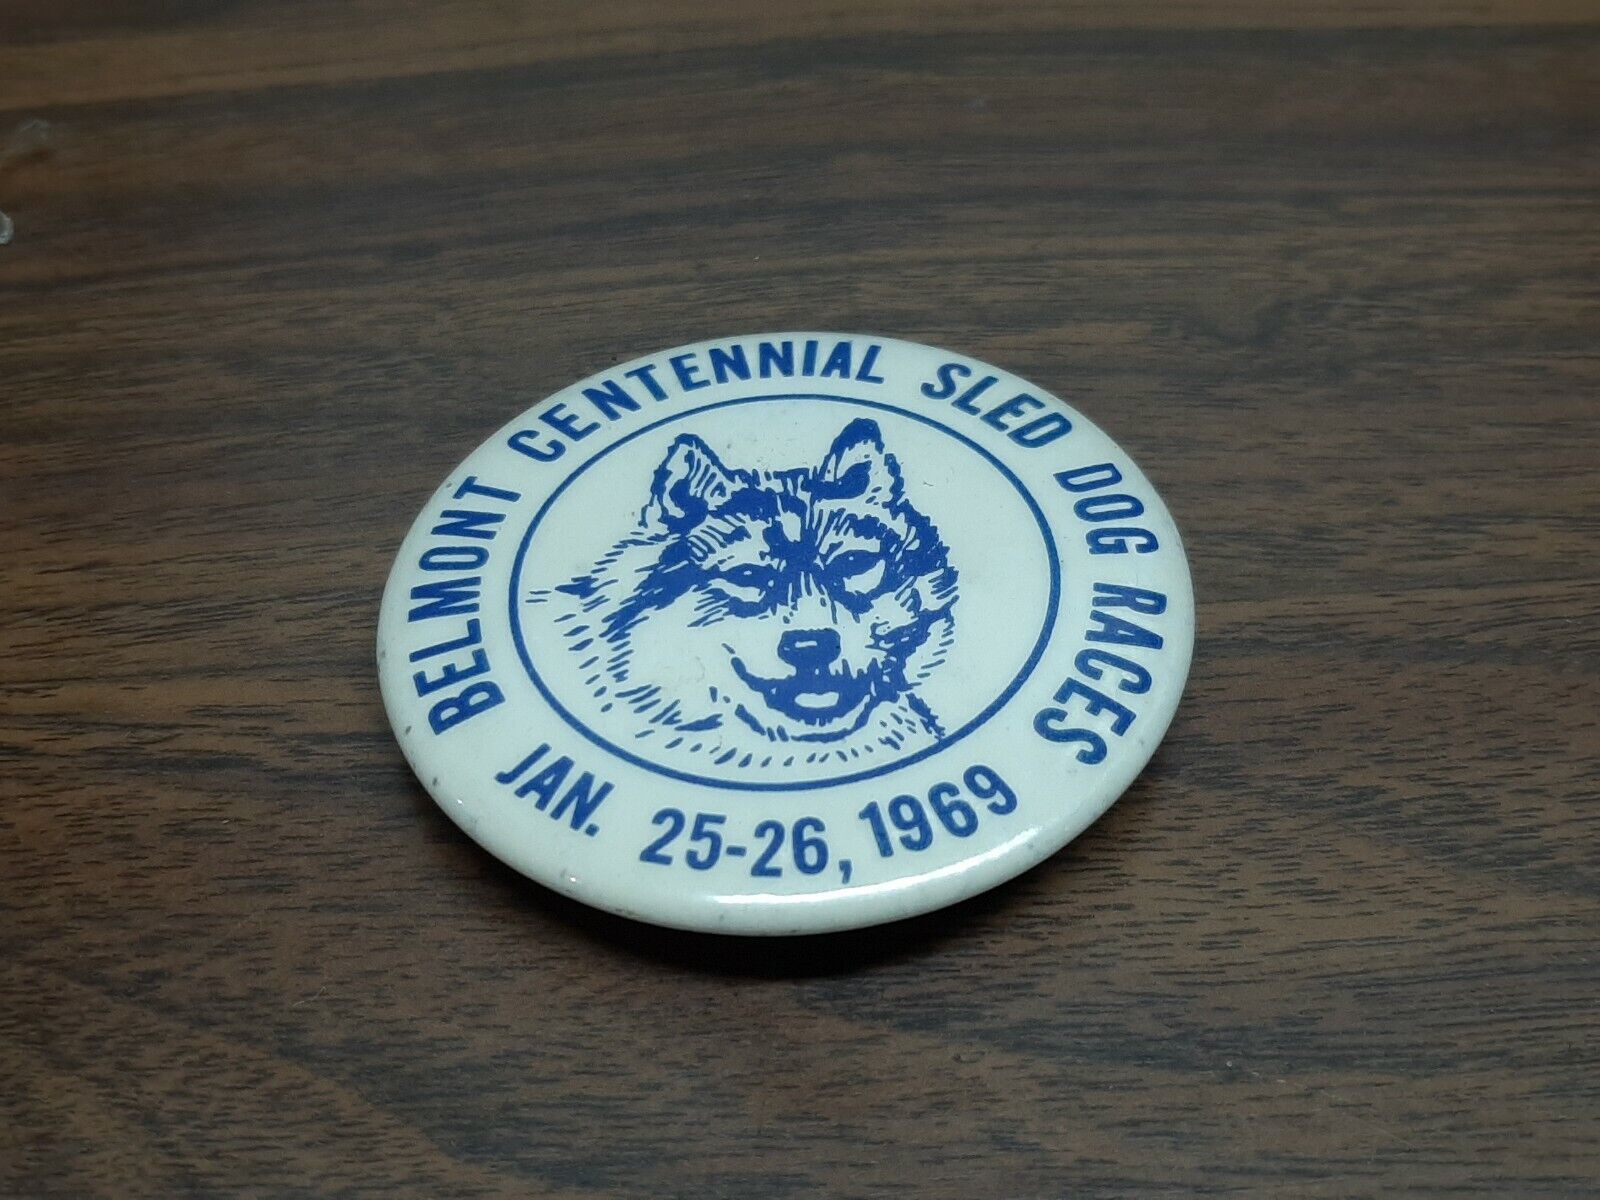 BELMONT CENTENNIAL SLED DOG RACES
JAN. 25-26, 1969